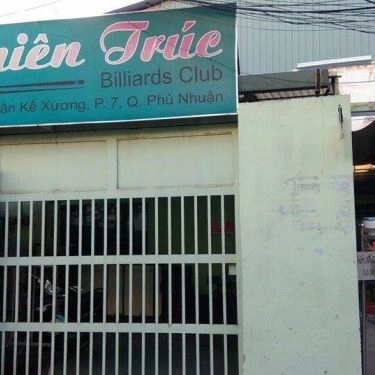 hiên Trúc
Billiards Club
ần Kế Xương, P. 7, Q. Phú Nhuận